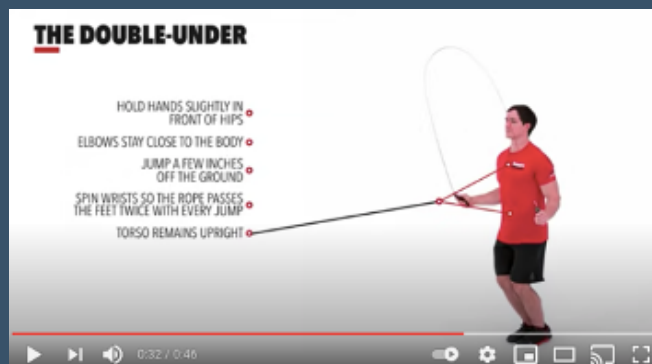 THE DOUBLE-UNDER
HOLD HANDS SLIGHTLY IN
FRONT OF HIPS
ELBOWS STAY CLOSE TO THE BODY
JUMP A FEW INCHES
OFF THE GROUND
SPIN WRISTS SO THE ROPE PASSES
THE FEET TWICE WITH EVERY JUMP
TORSO REMAINS UPRIGHT
0:32 / 0:46